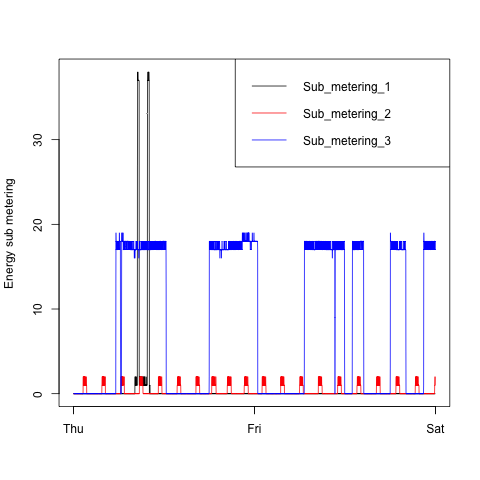 Sub_metering_1
Sub_metering_2
Sub_metering_3
Energy sub metering
30
20
10
0
Thu Fri Sat